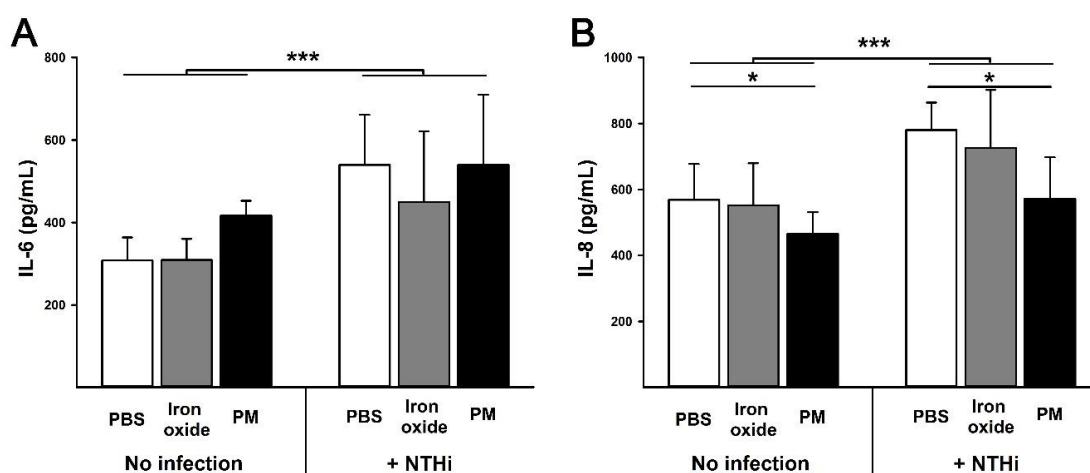 A
***
800
600
400
200
IL-6 (pg/mL)
PBS Iron oxide PM PBS Iron oxide PM
No infection + NTHi
B
***
* *
1000
800
600
400
200
0
IL-8 (pg/mL)
PBS Iron oxide PM PBS Iron oxide PM
No infection + NTHi